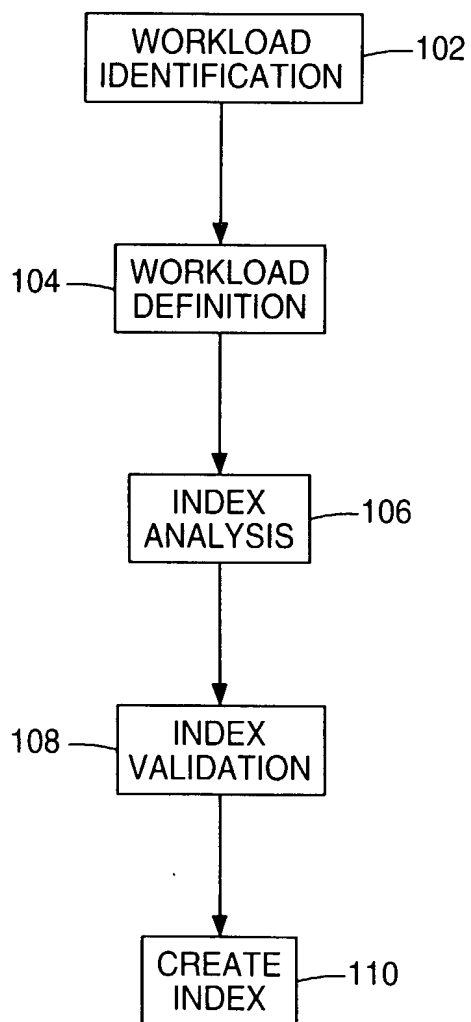 WORKLOAD
IDENTIFICATION
102
104
WORKLOAD
DEFINITION
INDEX
ANALYSIS
106
108
INDEX
VALIDATION
CREATE
INDEX
110